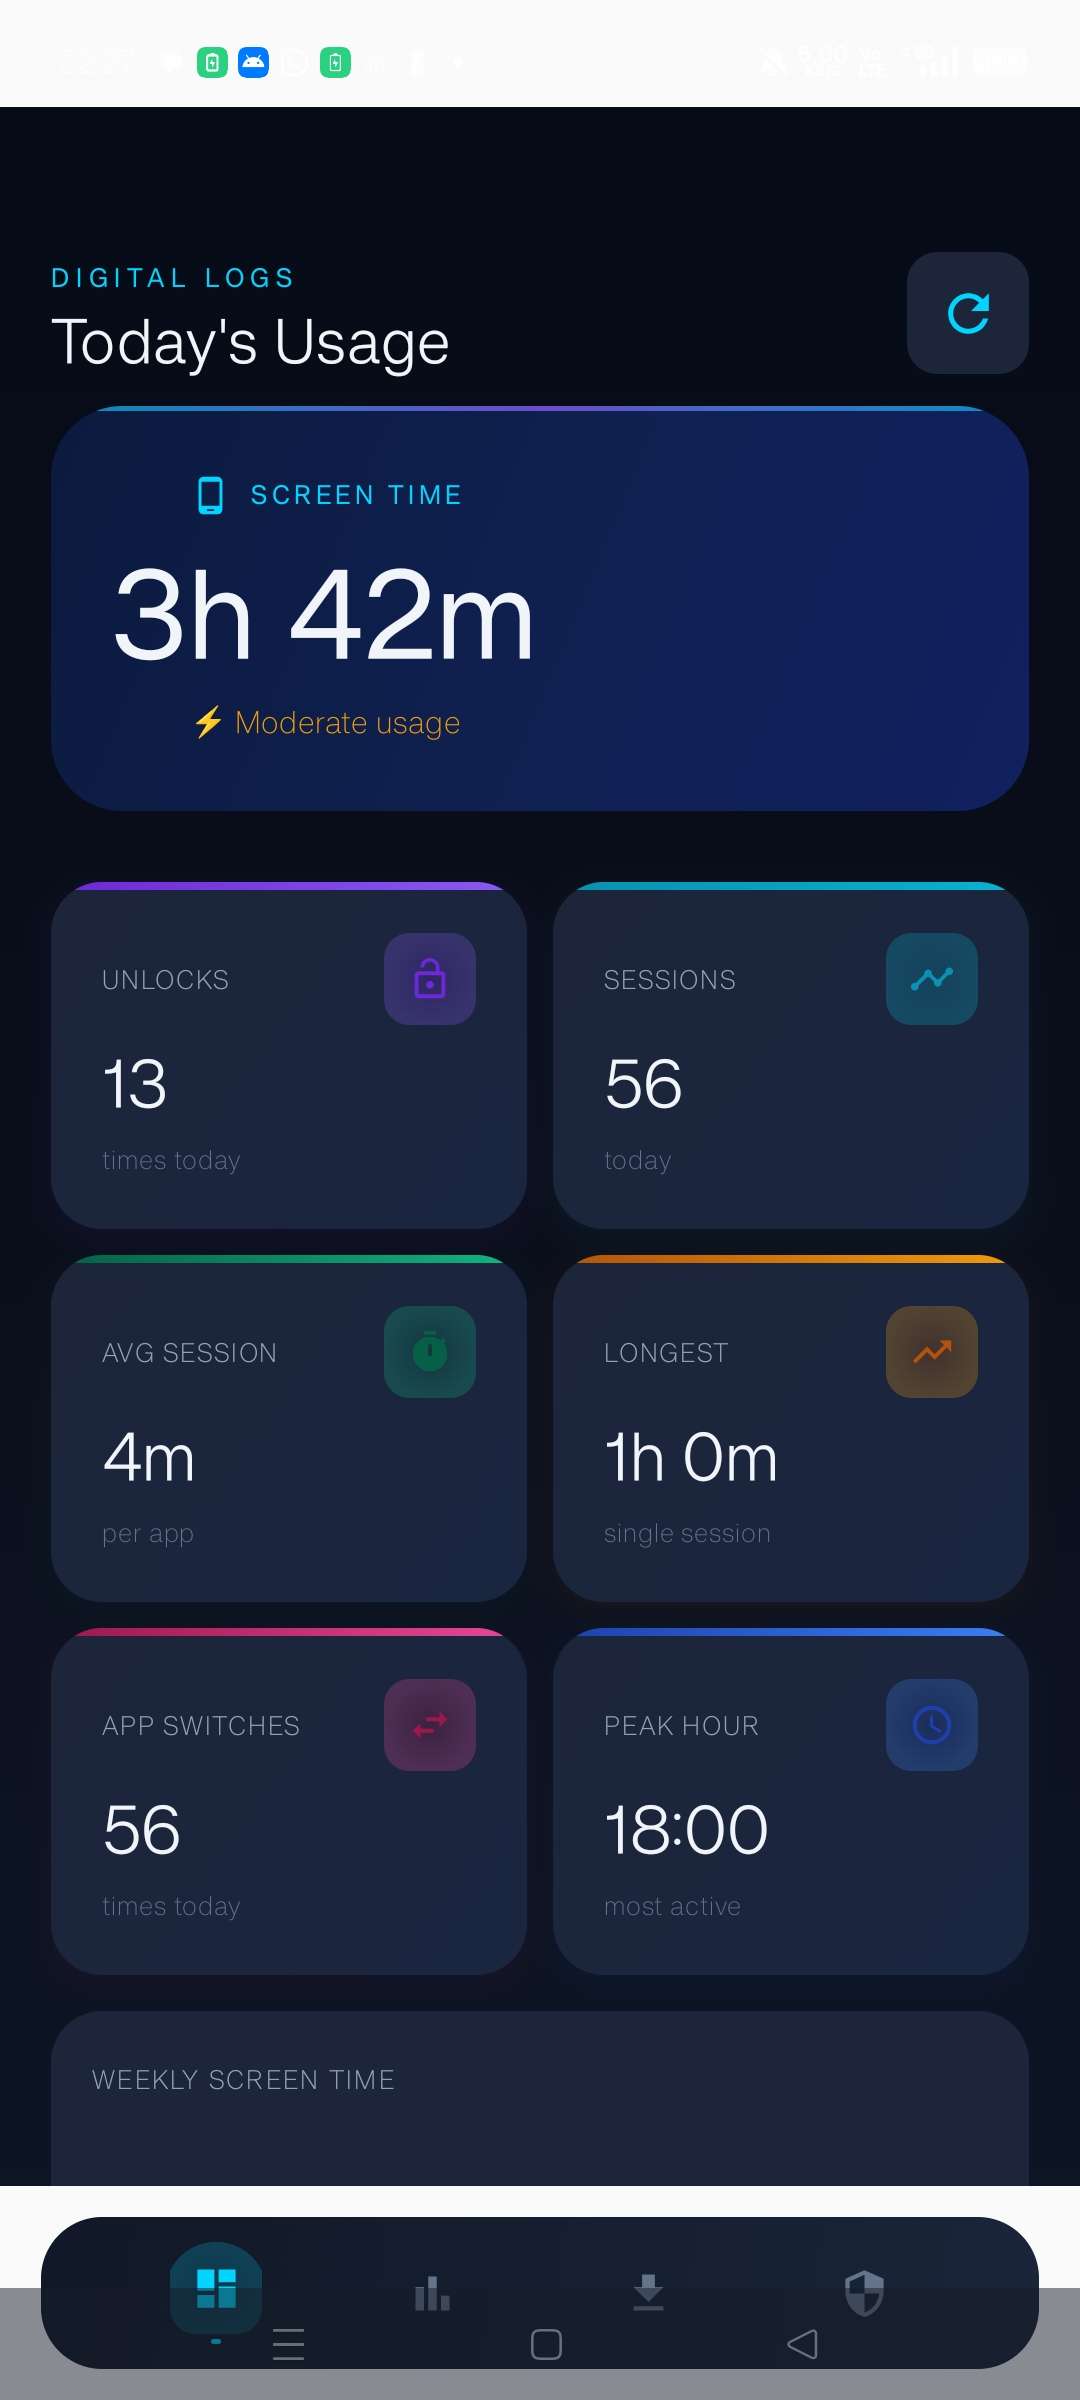 DIGITAL LOGS
Today's Usage
SCREEN TIME
3h 42m
⚡ Moderate usage
UNLOCKS
13
times today
SESSIONS
56
today
AVG SESSION
4m
per app
LONGEST
1h 0m
single session
APP SWITCHES
56
times today
PEAK HOUR
18:00
most active
WEEKLY SCREEN TIME